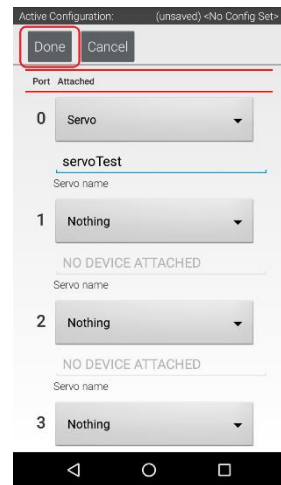 Active Configuration: (unsaved) <No Config Set>
Done Cancel
Port Attached
0 Servo
servoTest
Servo name
1 Nothing
NO DEVICE ATTACHED
Servo name
2 Nothing
NO DEVICE ATTACHED
Servo name
3 Nothing